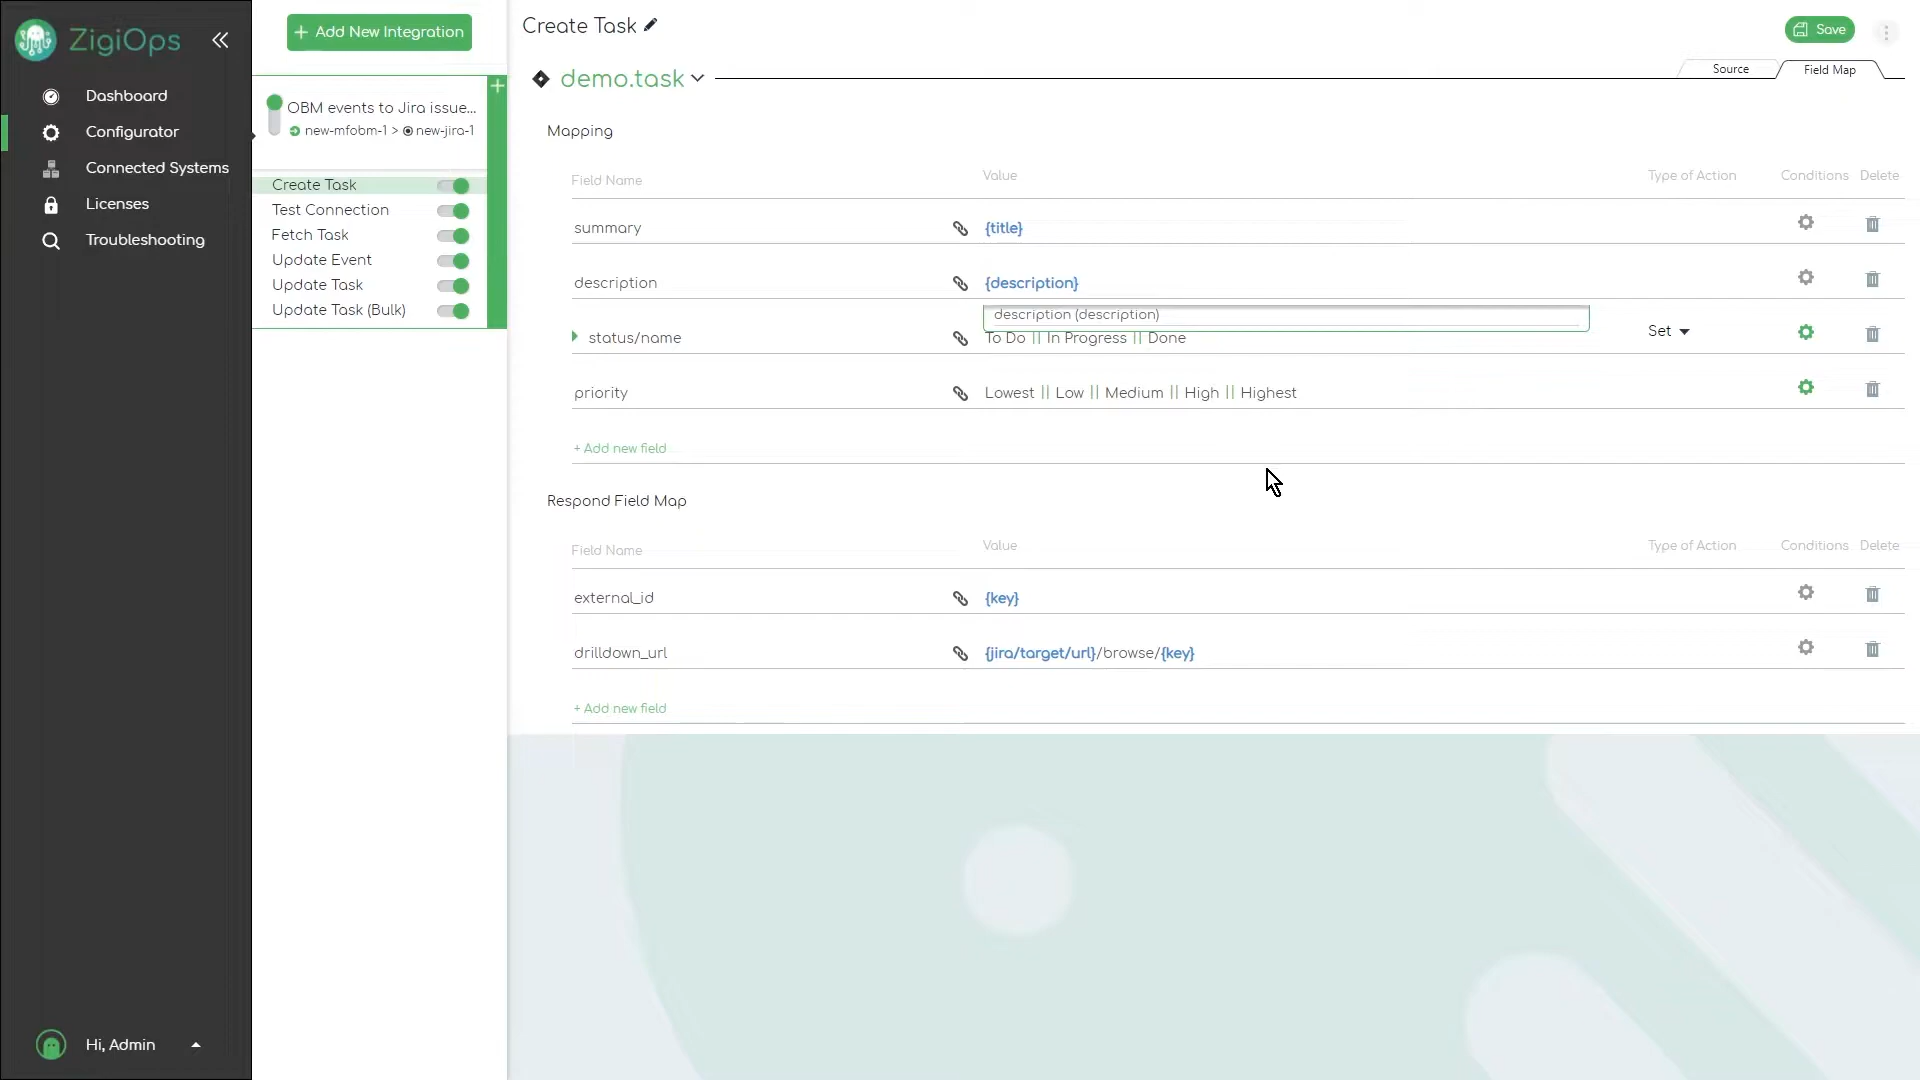 ZigiOps
Dashboard
Configurator
Connected Systems
Licenses
Troubleshooting
Hi, Admin
+ Add New Integration
OBM events to Jira issue...
new-mfobm-1 > new-jira-1
+
Create Task
Test Connection
Fetch Task
Update Event
Update Task
Update Task (Bulk)
Create Task
Save
demo.task
Source
Field Map
Mapping
Field Name Value Type of Action Conditions Delete
summary {title}
description {description}
description (description)
status/name To Do || In Progress || Done Set
priority Lowest || Low || Medium || High || Highest
+ Add new field
Respond Field Map
Field Name Value Type of Action Conditions Delete
external_id {key}
drilldown_url {jira/target/url}/browse/{key}
+ Add new field